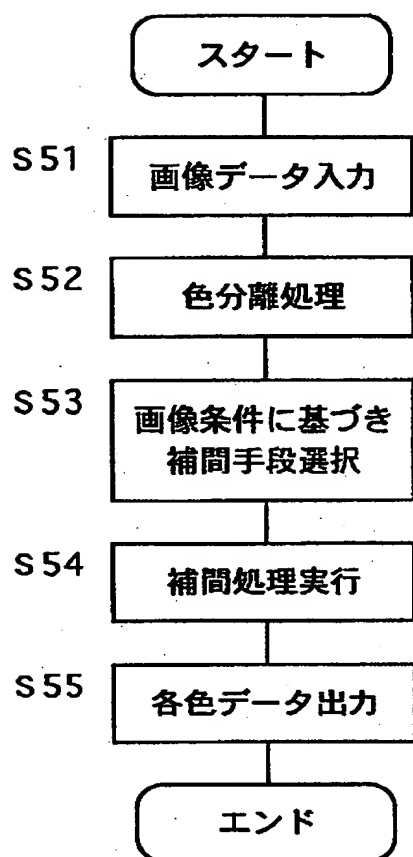 スタート
S51
画像データ入力
S52
色分離処理
S53
画像条件に基づき
補間手段選択
S54
補間処理実行
S55
各色データ出力
エンド